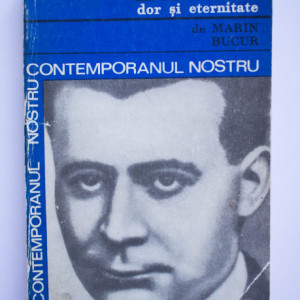 dor și eternitate
de MARIN
BUCUR
CONTEMPORANUL NOSTRU
CONTEMPORANUL NOSTRU